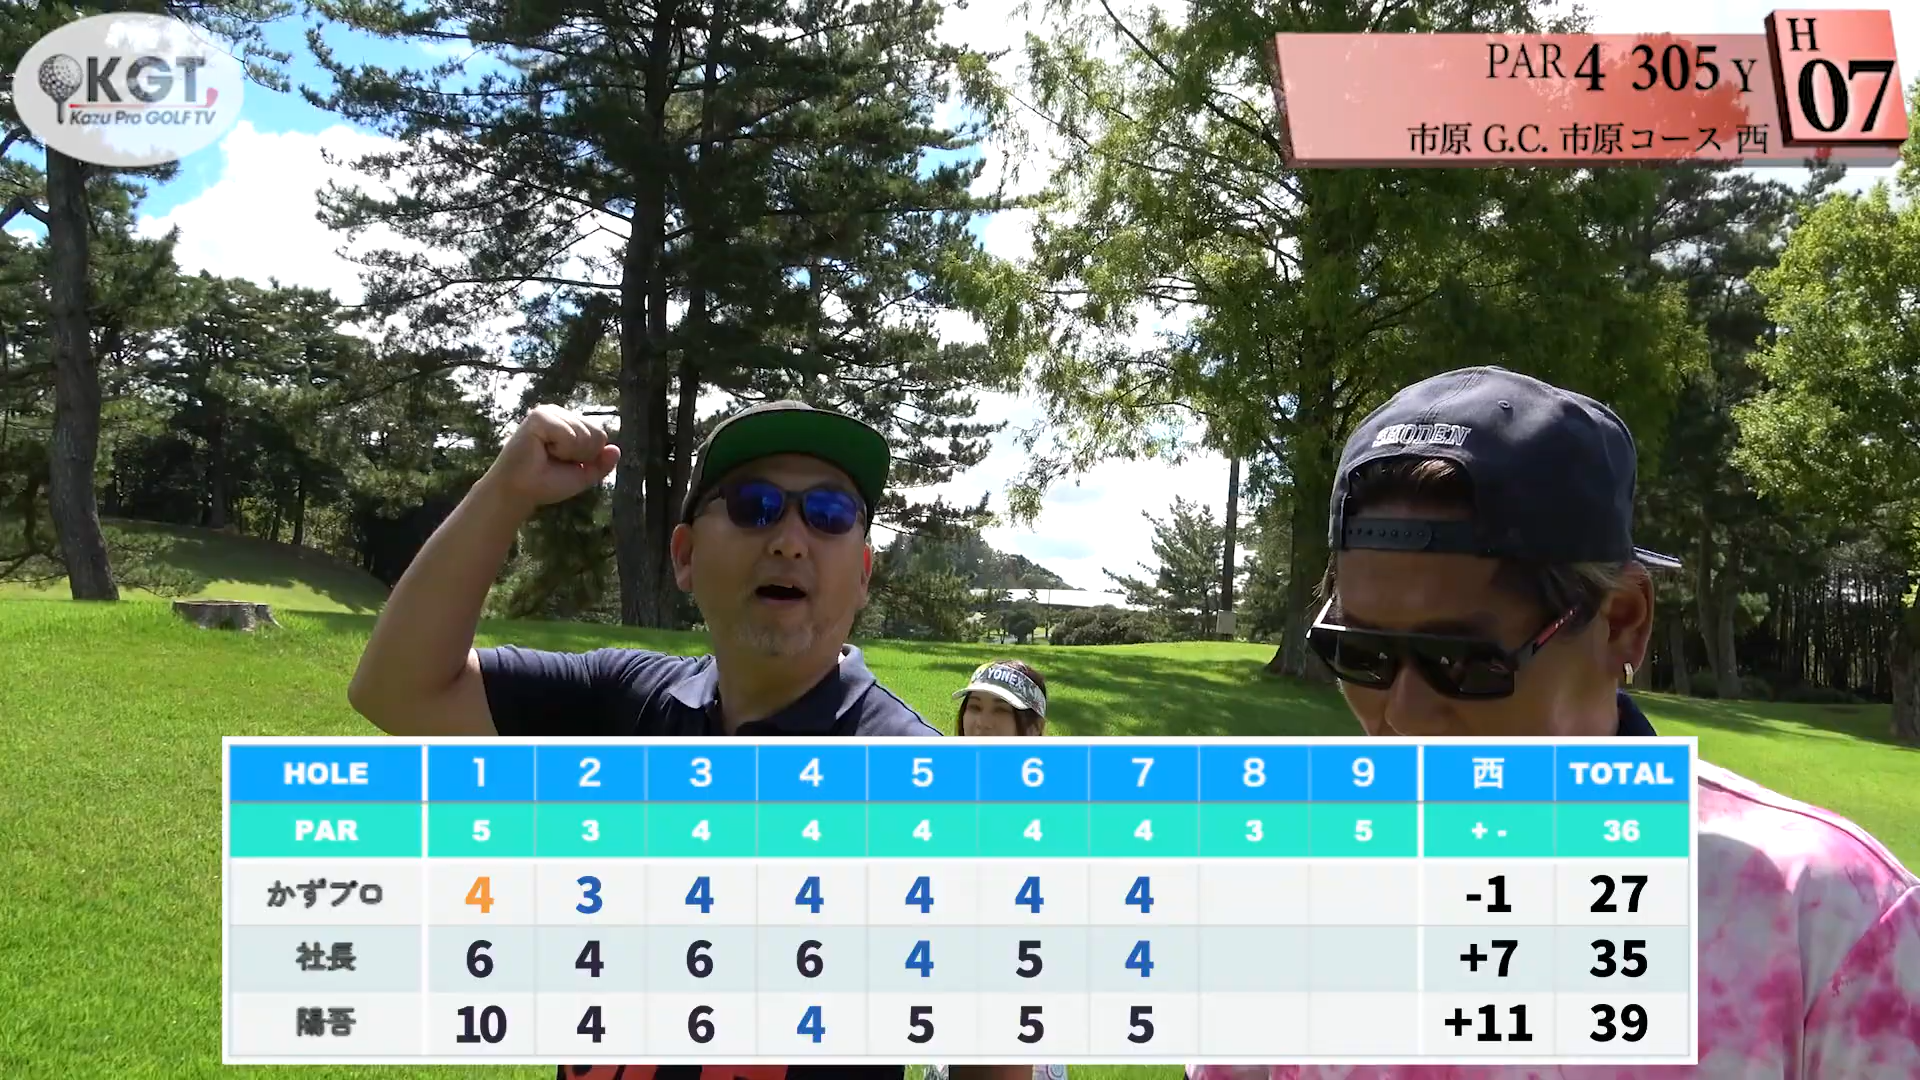 KGT
Kazu Pro GOLF TV
PAR 4 305 Y
H 07
市原 G.C. 市原コース 西
SHODEN
YONEX
HOLE 1 2 3 4 5 6 7 8 9 西 TOTAL
PAR 5 3 4 4 4 4 4 3 5 + - 36
かずプロ 4 3 4 4 4 4 4 -1 27
社長 6 4 6 6 4 5 4 +7 35
陽吾 10 4 6 4 5 5 5 +11 39